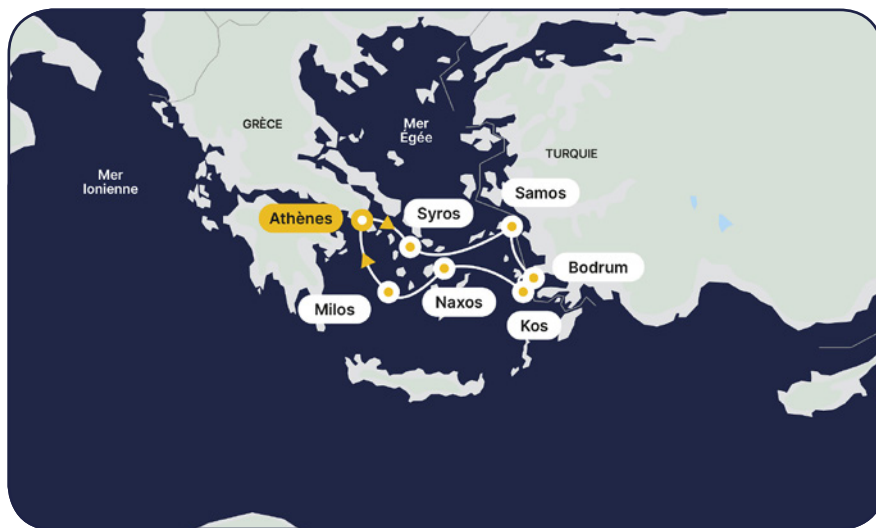 GRÈCE
Mer
Égée
TURQUIE
Mer
Ionienne
Samos
Athènes
Syros
Bodrum
Milos
Naxos
Kos